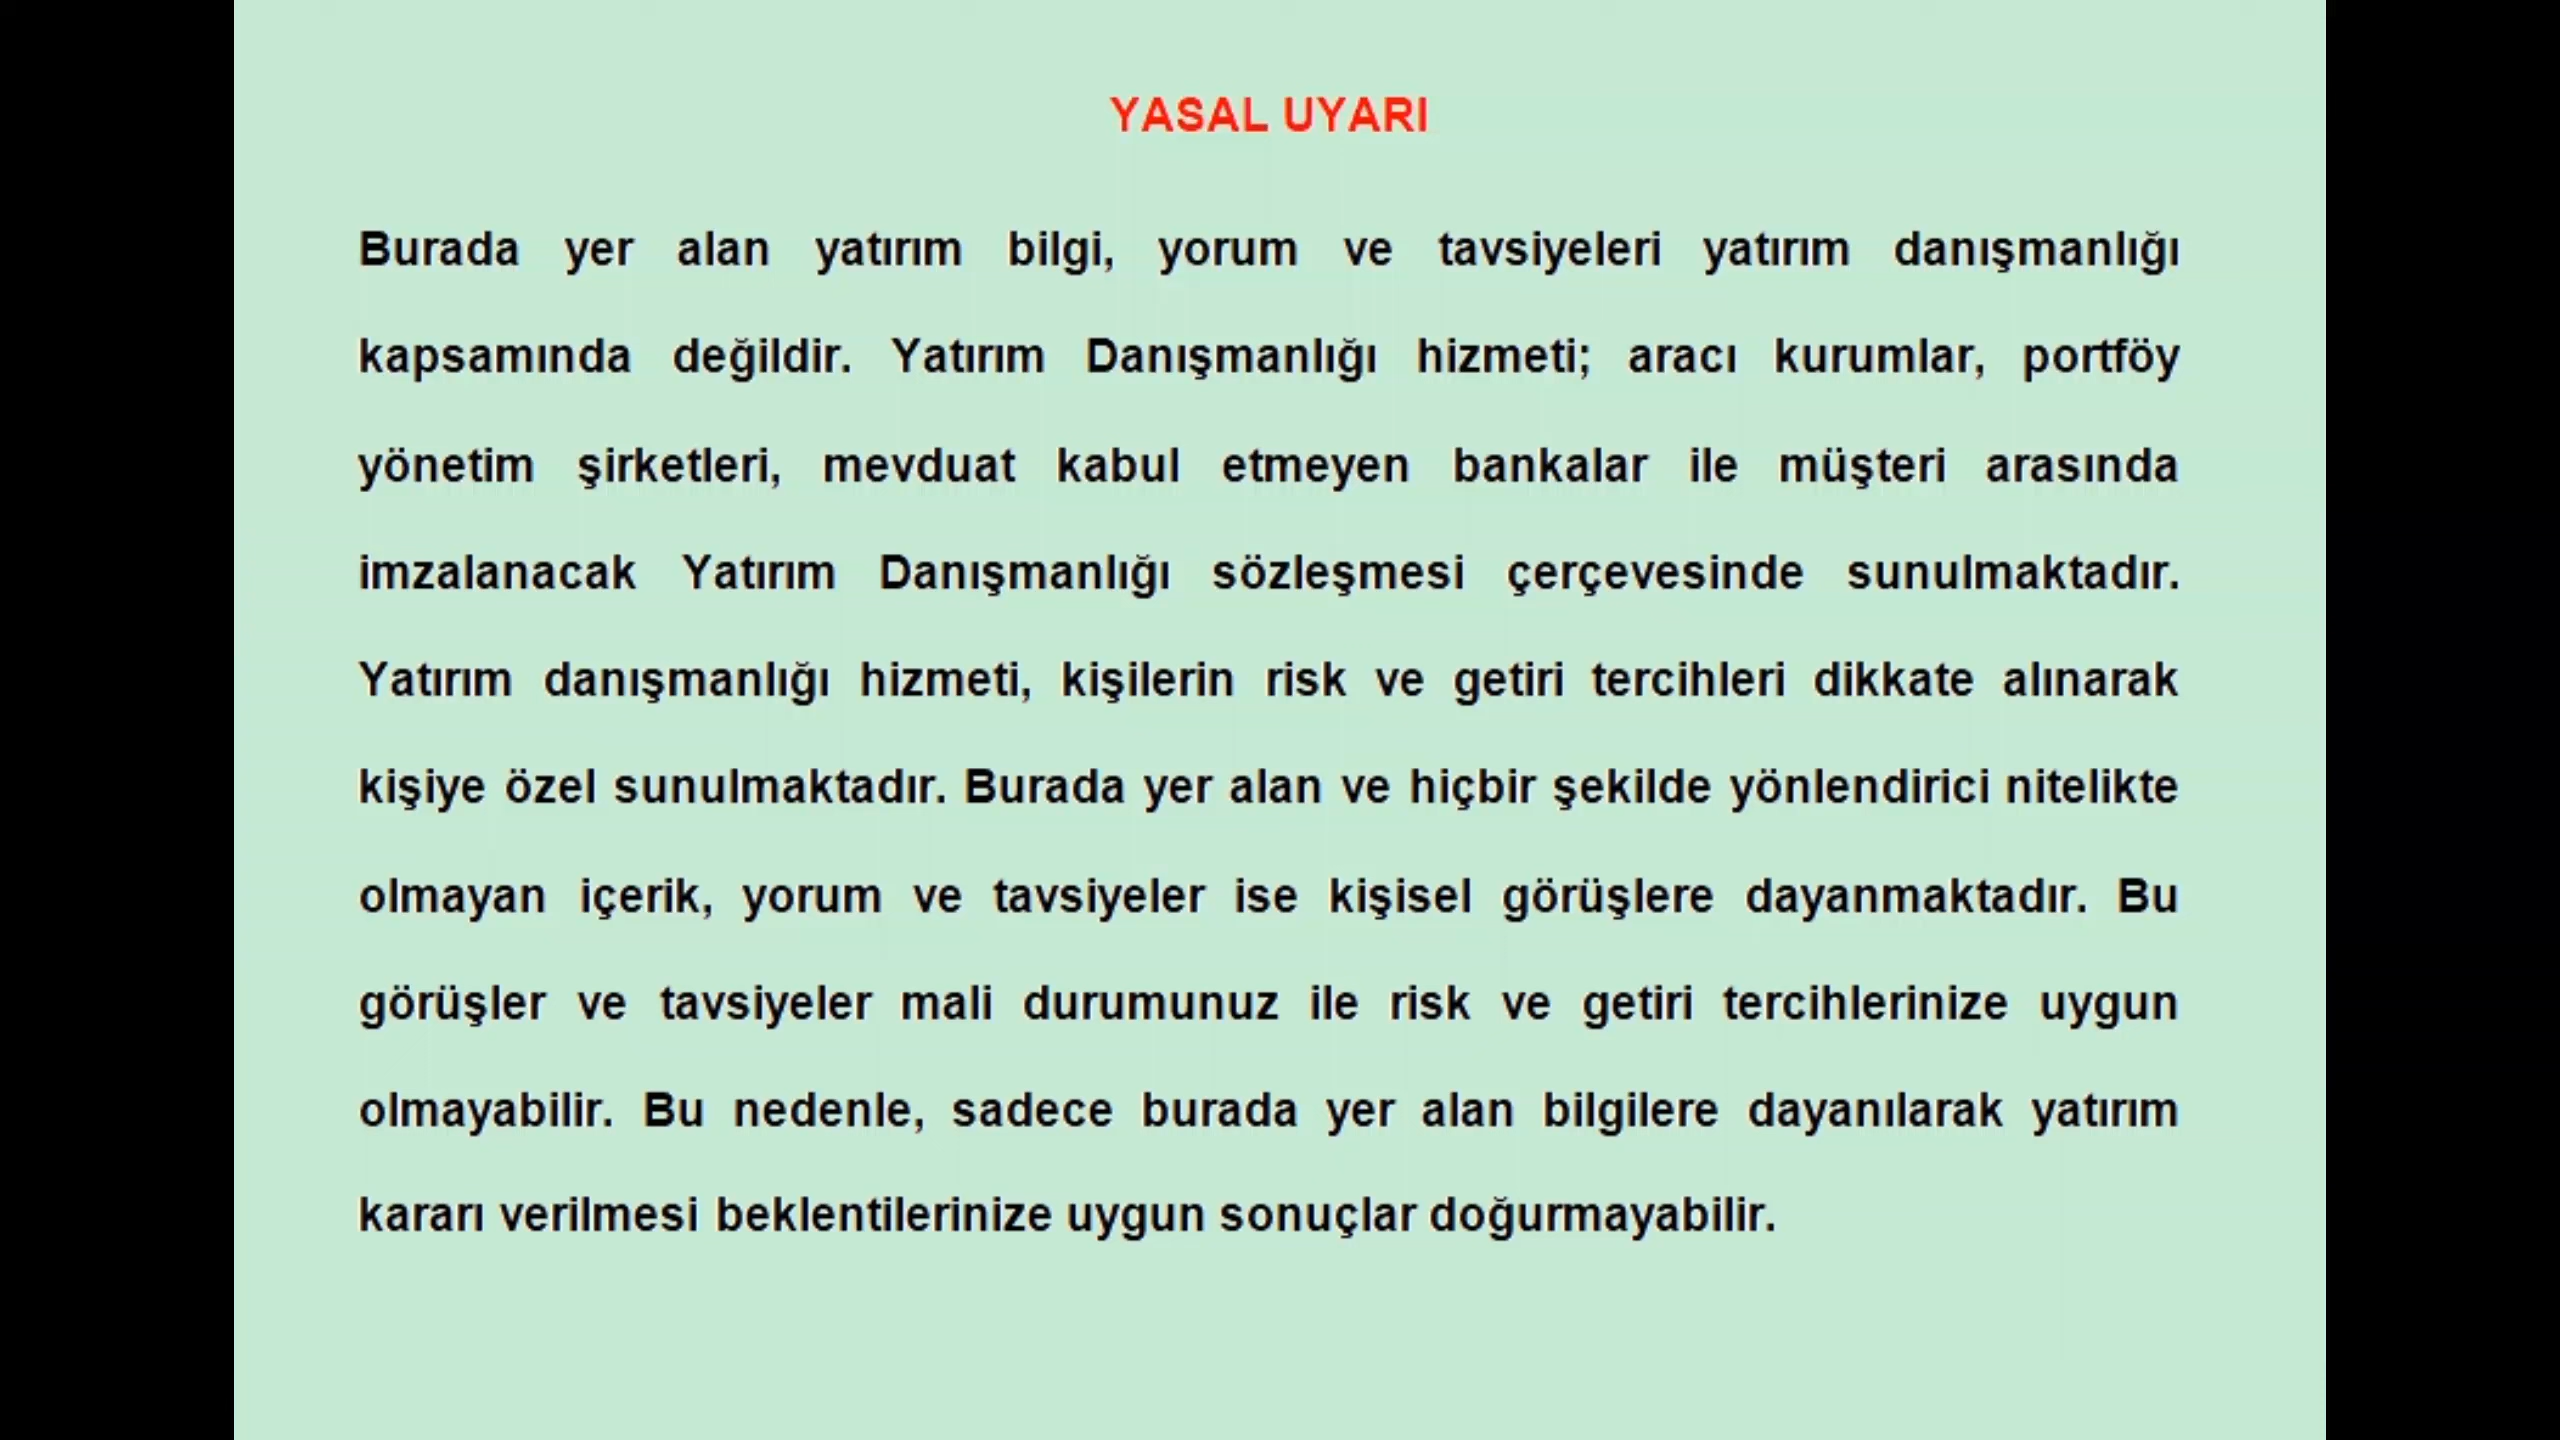 YASAL UYARI
Burada yer alan yatırım bilgi, yorum ve tavsiyeleri yatırım danışmanlığı
kapsamında değildir. Yatırım Danışmanlığı hizmeti; aracı kurumlar, portföy
yönetim şirketleri, mevduat kabul etmeyen bankalar ile müşteri arasında
imzalanacak Yatırım Danışmanlığı sözleşmesi çerçevesinde sunulmaktadır.
Yatırım danışmanlığı hizmeti, kişilerin risk ve getiri tercihleri dikkate alınarak
kişiye özel sunulmaktadır. Burada yer alan ve hiçbir şekilde yönlendirici nitelikte
olmayan içerik, yorum ve tavsiyeler ise kişisel görüşlere dayanmaktadır. Bu
görüşler ve tavsiyeler mali durumunuz ile risk ve getiri tercihlerinize uygun
olmayabilir. Bu nedenle, sadece burada yer alan bilgilere dayanılarak yatırım
kararı verilmesi beklentilerinize uygun sonuçlar doğurmayabilir.